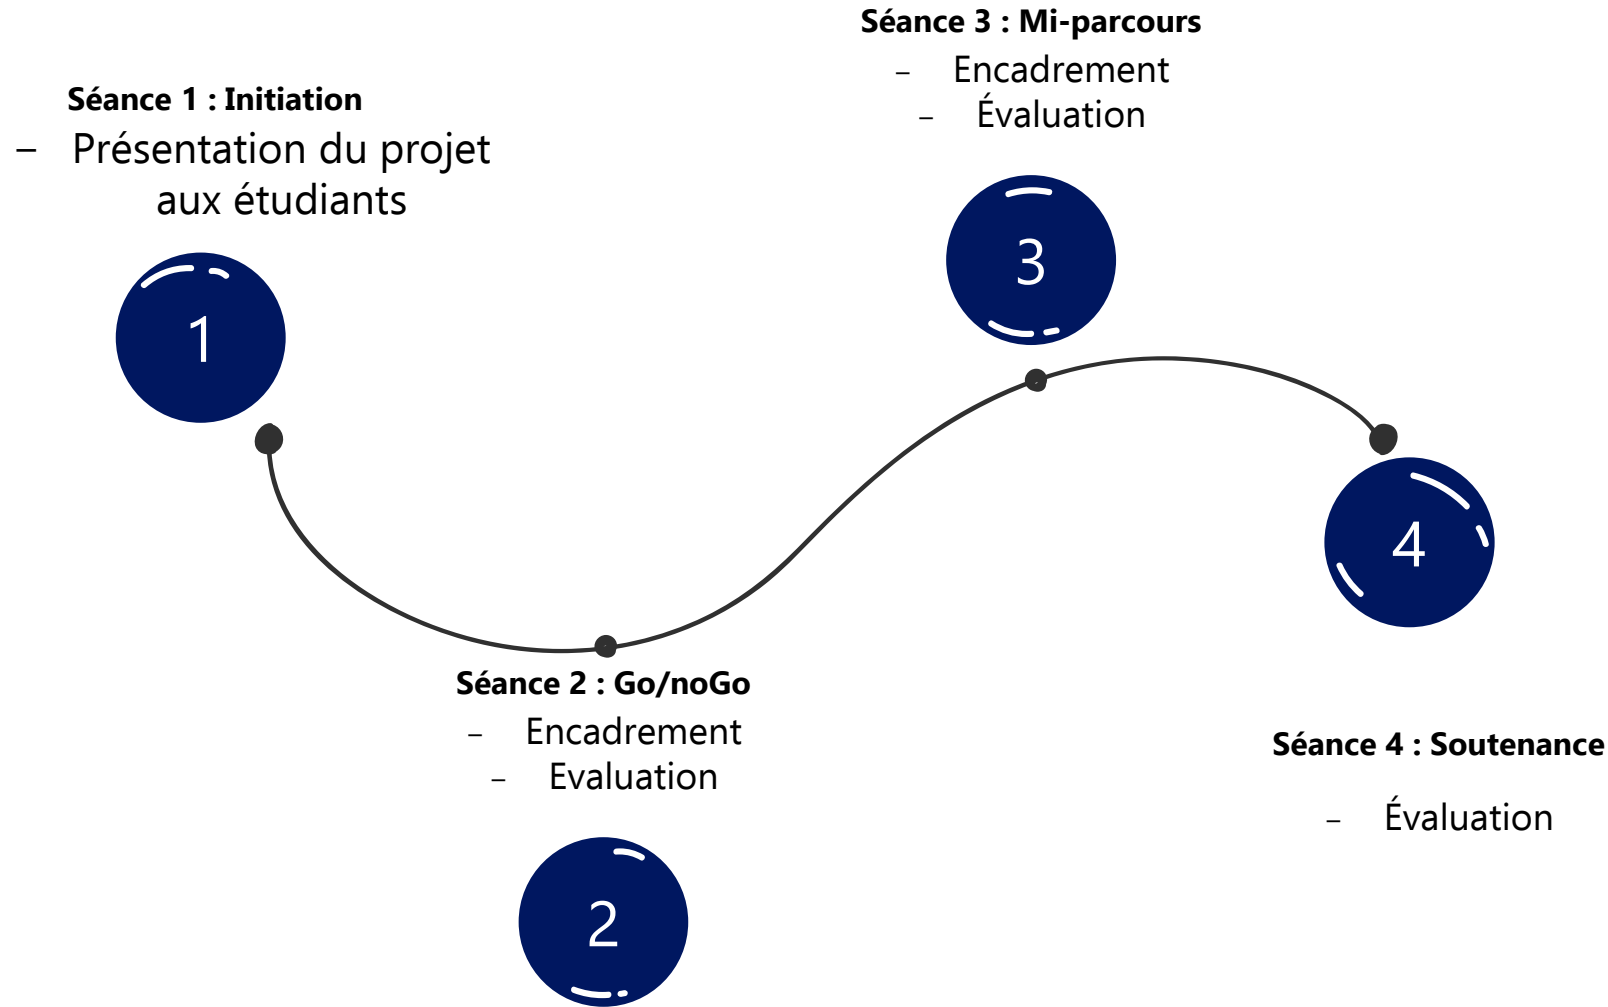 Séance 1 : Initiation
– Présentation du projet
aux étudiants
1
Séance 2 : Go/noGo
– Encadrement
– Evaluation
2
Séance 3 : Mi-parcours
– Encadrement
– Évaluation
3
4
Séance 4 : Soutenance
– Évaluation